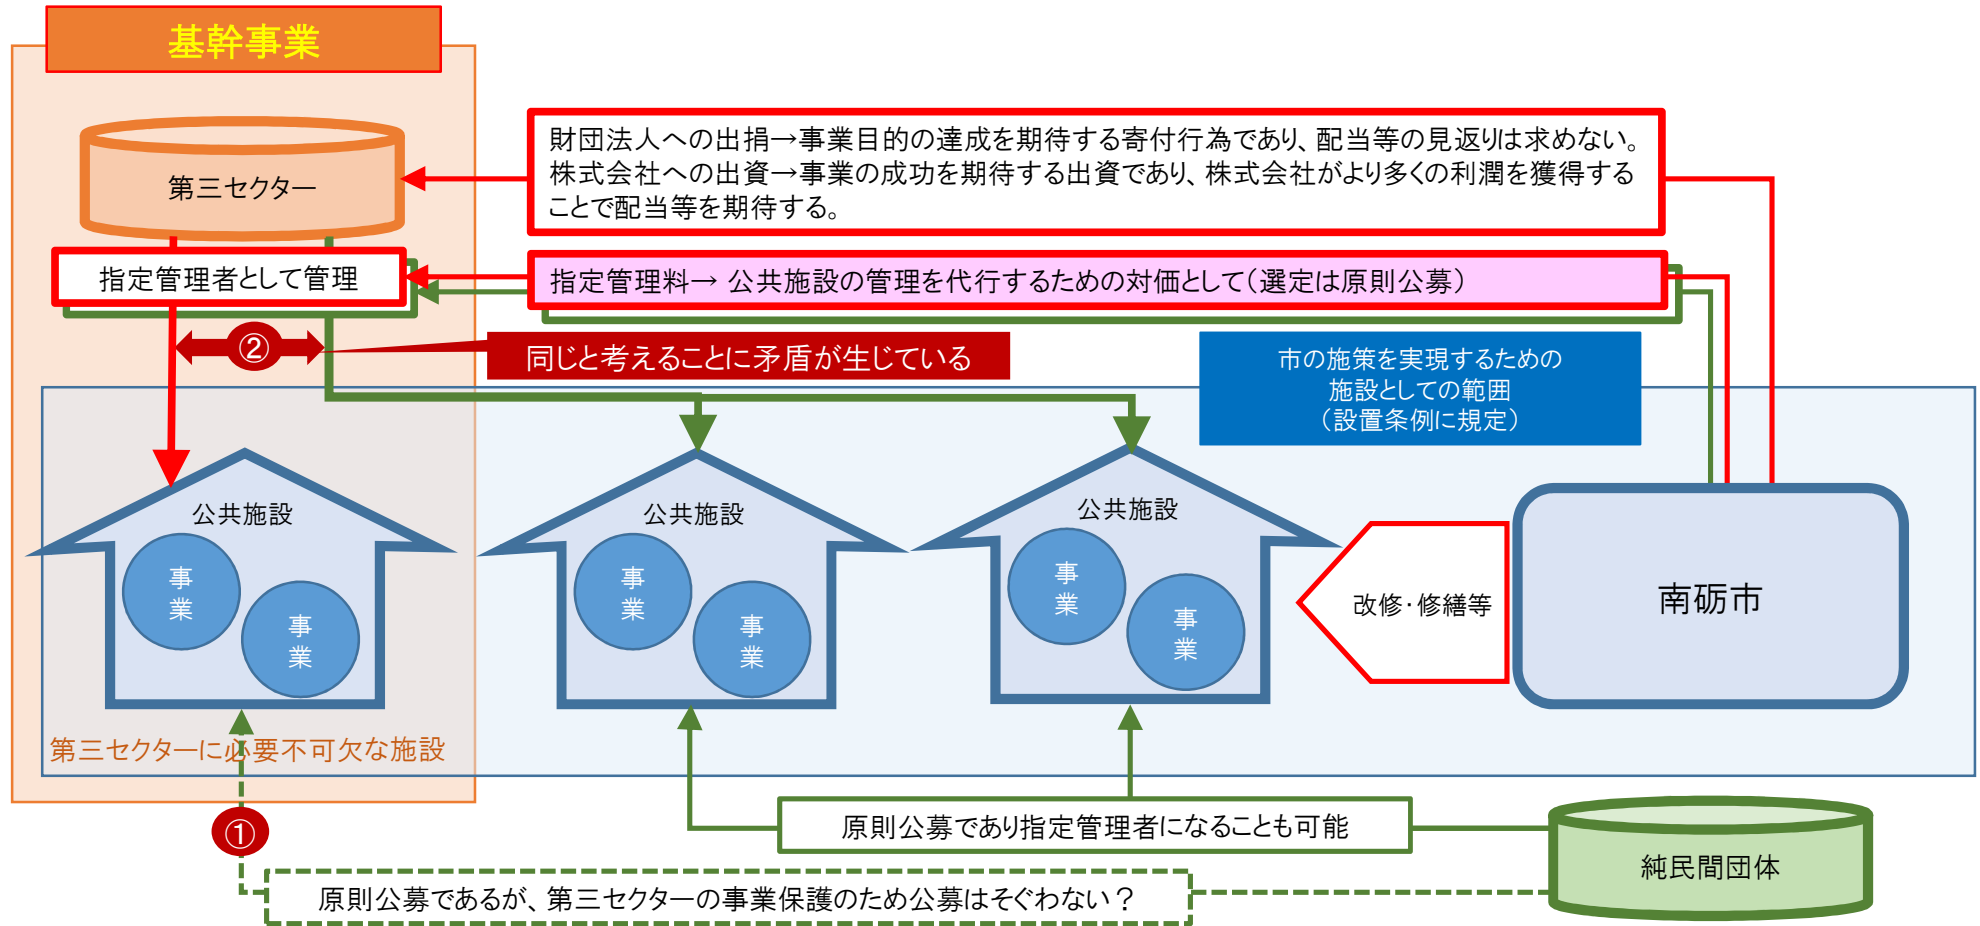 基幹事業
第三セクター
財団法人への出捐→事業目的の達成を期待する寄付行為であり、配当等の見返りは求めない。
株式会社への出資→事業の成功を期待する出資であり、株式会社がより多くの利潤を獲得する
ことで配当等を期待する。
指定管理者として管理
指定管理料→ 公共施設の管理を代行するための対価として（選定は原則公募）
②
同じと考えることに矛盾が生じている
市の施策を実現するための
施設としての範囲
（設置条例に規定）
公共施設
事
業
事
業
公共施設
事
業
事
業
公共施設
事
業
事
業
改修・修繕等
南砺市
第三セクターに必要不可欠な施設
①
原則公募であり指定管理者になることも可能
純民間団体
原則公募であるが、第三セクターの事業保護のため公募はそぐわない？